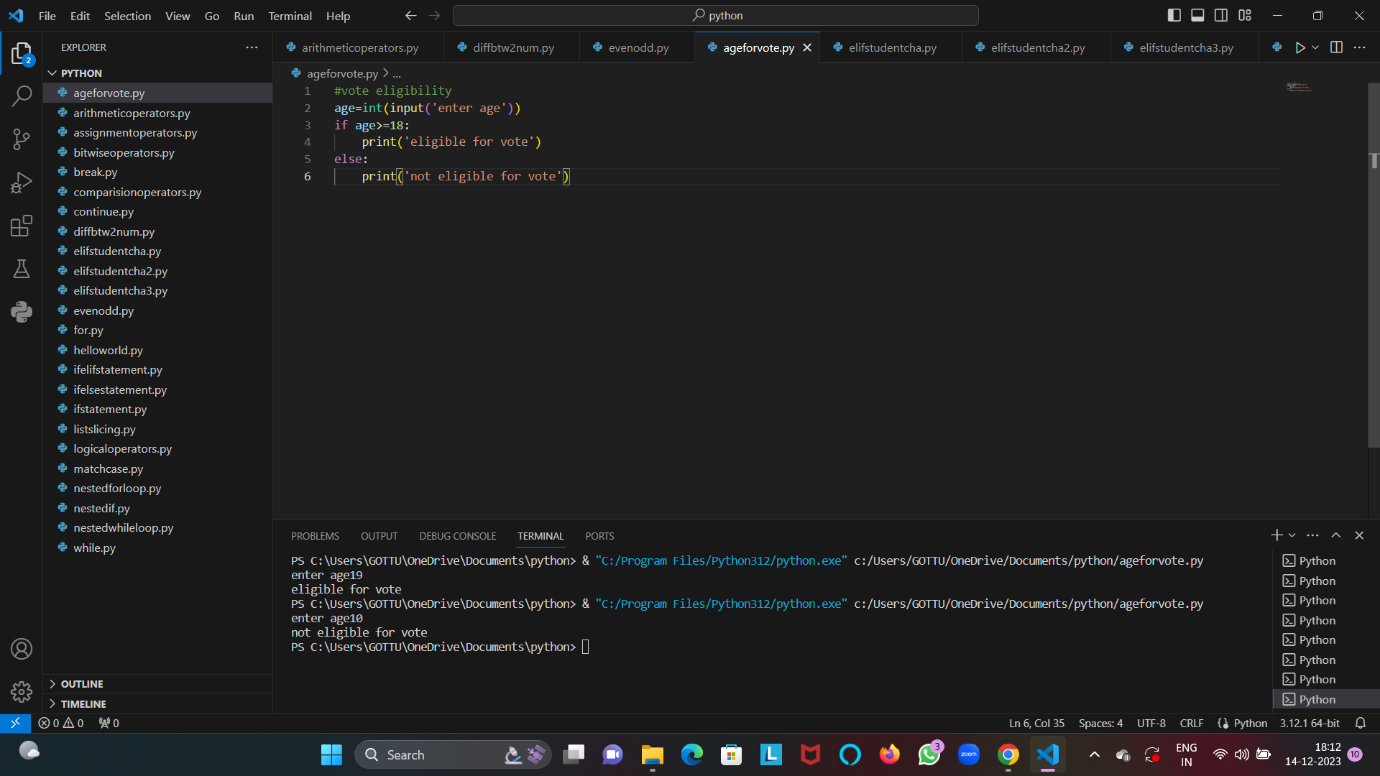 File Edit Selection View Go Run Terminal Help
python
EXPLORER
2
PYTHON
ageforvote.py
arithmeticoperators.py
assignmentoperators.py
bitwiseoperators.py
break.py
comparisionoperators.py
continue.py
diffbtw2num.py
elifstudentcha.py
elifstudentcha2.py
elifstudentcha3.py
evenodd.py
for.py
helloworld.py
ifelifstatement.py
ifelsestatement.py
ifstatement.py
listslicing.py
logicaloperators.py
matchcase.py
nestedforloop.py
nestedif.py
nestedwhileloop.py
while.py
OUTLINE
TIMELINE
arithmeticoperators.py diffbtw2num.py evenodd.py ageforvote.py elifstudentcha.py elifstudentcha2.py elifstudentcha3.py
ageforvote.py > ...
1 #vote eligibility
2 age=int(input('enter age'))
3 if age>=18:
4 print('eligible for vote')
5 else:
6 print('not eligible for vote')
PROBLEMS OUTPUT DEBUG CONSOLE TERMINAL PORTS
PS C:\Users\GOTTU\OneDrive\Documents\python> & "C:/Program Files/Python312/python.exe" c:/Users/GOTTU/OneDrive/Documents/python/ageforvote.py
enter age19
eligible for vote
PS C:\Users\GOTTU\OneDrive\Documents\python> & "C:/Program Files/Python312/python.exe" c:/Users/GOTTU/OneDrive/Documents/python/ageforvote.py
enter age10
not eligible for vote
PS C:\Users\GOTTU\OneDrive\Documents\python>
Python
Python
Python
Python
Python
Python
Python
Python
0 0 0 Ln 6, Col 35 Spaces: 4 UTF-8 CRLF Python 3.12.1 64-bit
Search L 3 zoom ENG IN 18:12 14-12-2023 10